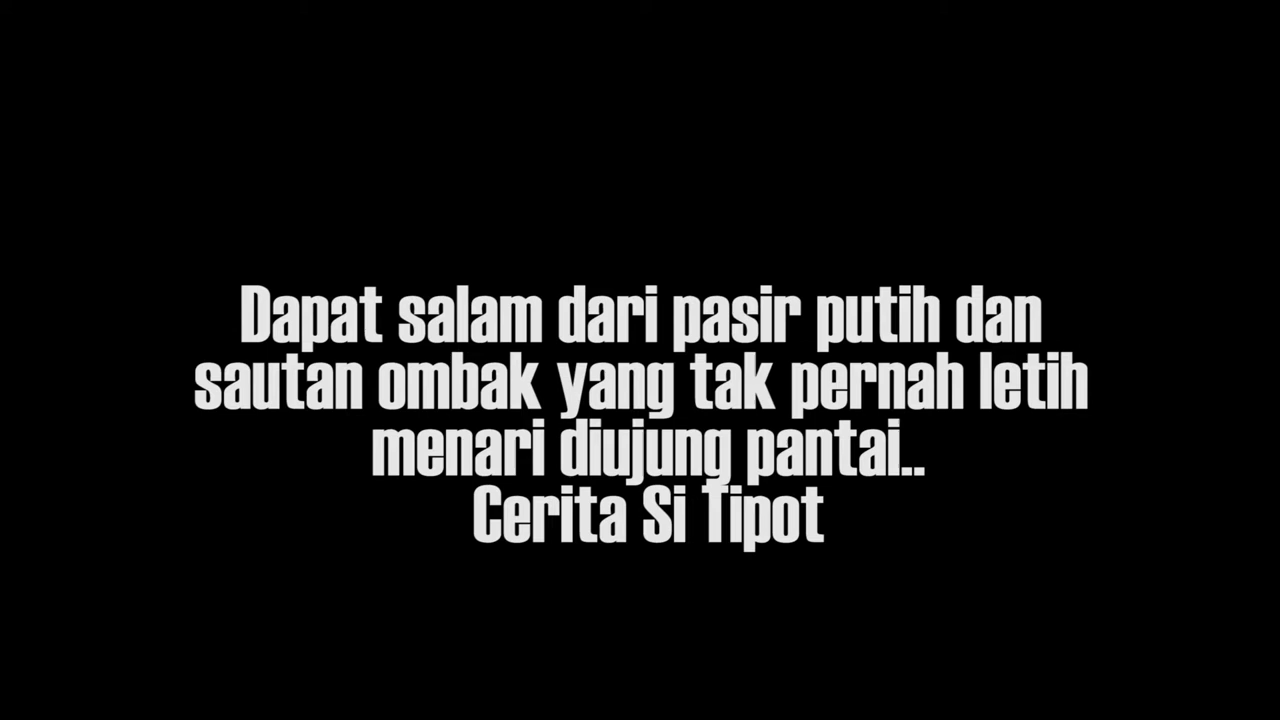 Dapat salam dari pasir putih dan
sautan ombak yang tak pernah letih
menari diujung pantai..
Cerita Si Tipot